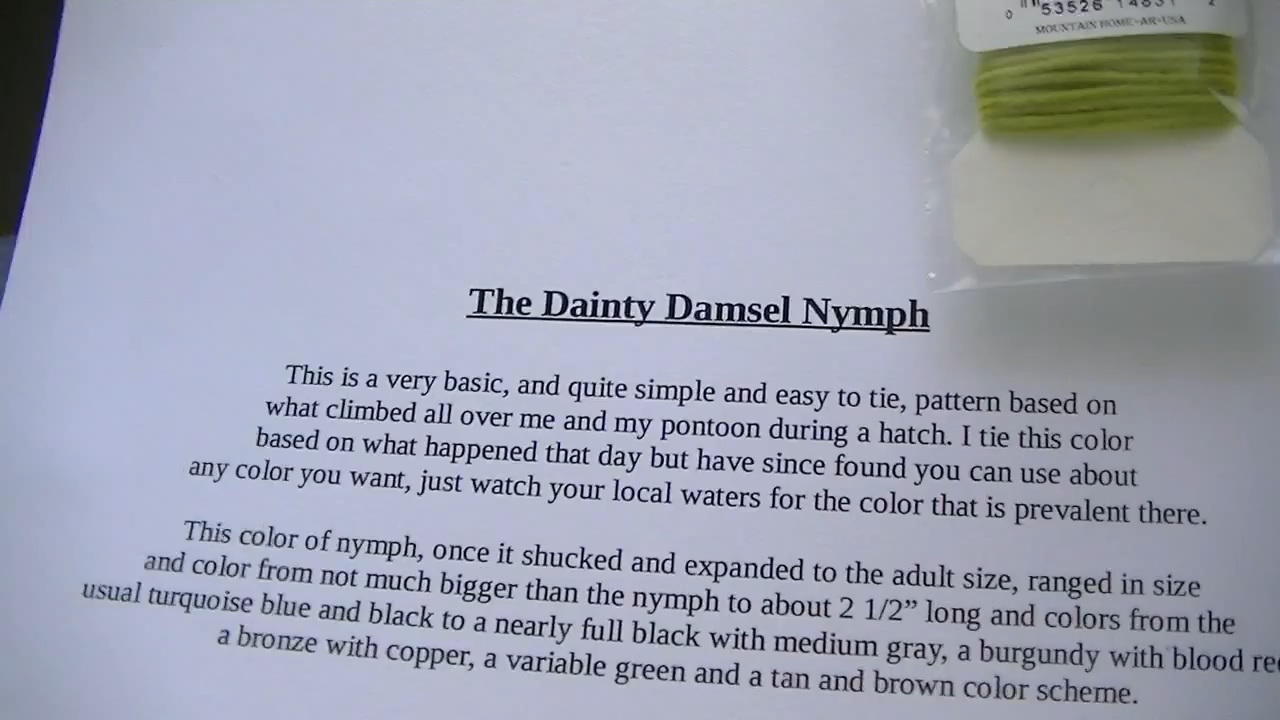 0 53526
MOUNTAIN HOME-AR-USA
The Dainty Damsel Nymph
This is a very basic, and quite simple and easy to tie, pattern based on
what climbed all over me and my pontoon during a hatch. I tie this color
based on what happened that day but have since found you can use about
any color you want, just watch your local waters for the color that is prevalent there.
This color of nymph, once it shucked and expanded to the adult size, ranged in size
and color from not much bigger than the nymph to about 2 1/2” long and colors from the
usual turquoise blue and black to a nearly full black with medium gray, a burgundy with blood
a bronze with copper, a variable green and a tan and brown color scheme.